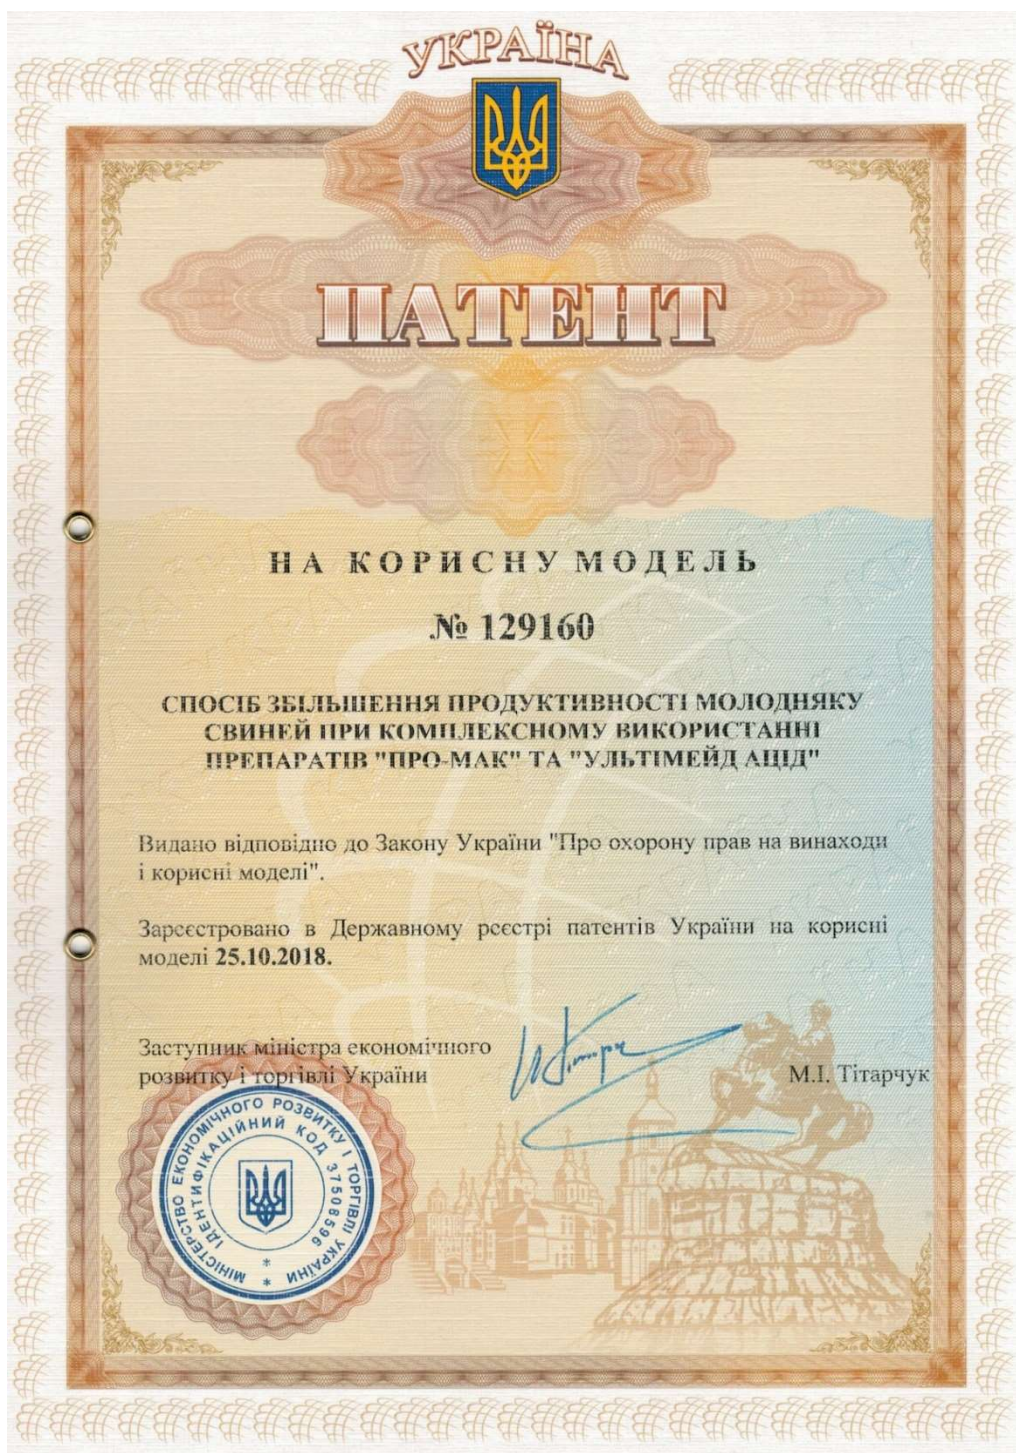 УКРАЇНА
ПАТЕНТ
НА КОРИСНУ МОДЕЛЬ
№ 129160
СПОСІБ ЗБІЛЬШЕННЯ ПРОДУКТИВНОСТІ МОЛОДНЯКУ
СВИНЕЙ ПРИ КОМПЛЕКСНОМУ ВИКОРИСТАННІ
ПРЕПАРАТІВ "ПРО-МАК" ТА "УЛЬТІМЕЙД АЦІД"
Видано відповідно до Закону України "Про охорону прав на винаходи
і корисні моделі".
Зареєстровано в Державному реєстрі патентів України на корисні
моделі 25.10.2018.
Заступник міністра економічного
розвитку і торгівлі України
М.І. Тітарчук
МІНІСТЕРСТВО ЕКОНОМІЧНОГО РОЗВИТКУ І ТОРГІВЛІ УКРАЇНИ *
ІДЕНТИФІКАЦІЙНИЙ КОД 37508596 *